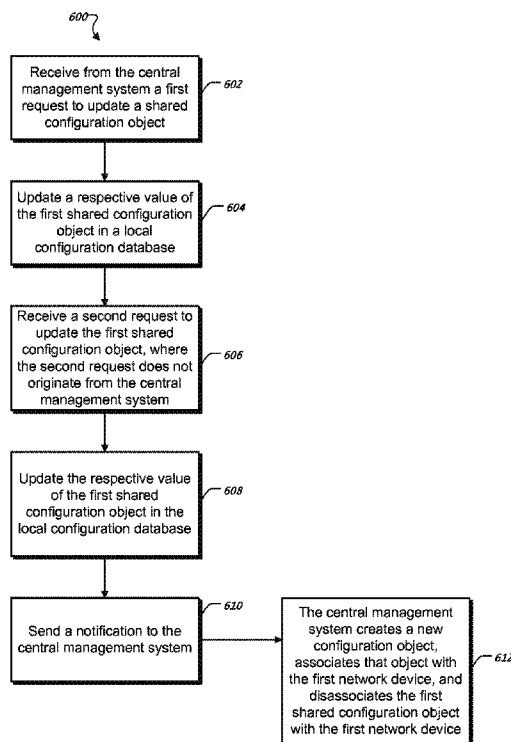 600
Receive from the central
management system a first
request to update a shared
configuration object
602
Update a respective value of
the first shared configuration
object in a local
configuration database
604
Receive a second request to
update the first shared
configuration object, where
the second request does not
originate from the central
management system
606
Update the respective value
of the first shared
configuration object in the
local configuration database
608
Send a notification to the
central management system
610
The central management
system creates a new
configuration object,
associates that object with
the first network device, and
disassociates the first
shared configuration object
with the first network device
612